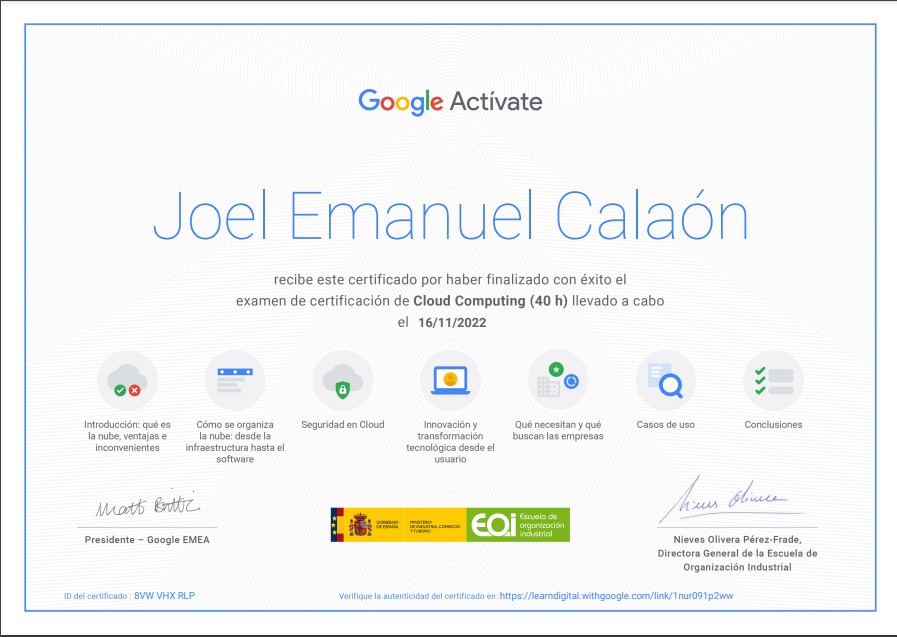 Google Actívate
Joel Emanuel Calaón
recibe este certificado por haber finalizado con éxito el
examen de certificación de Cloud Computing (40 h) llevado a cabo
el 16/11/2022
Introducción: qué es
la nube, ventajas e
inconvenientes
Cómo se organiza
la nube: desde la
infraestructura hasta el
software
Seguridad en Cloud
Innovación y
transformación
tecnológica desde el
usuario
Qué necesitan y qué
buscan las empresas
Casos de uso
Conclusiones
Matt Brittin
Presidente – Google EMEA
GOBIERNO
DE ESPAÑA
MINISTERIO
DE INDUSTRIA, COMERCIO
Y TURISMO
EOi
Escuela de
organización
industrial
Nieves Olivera Pérez-Frade,
Directora General de la Escuela de
Organización Industrial
ID del certificado : 8VW VHX RLP
Verifique la autenticidad del certificado en :https://learndigital.withgoogle.com/link/1nur091p2ww